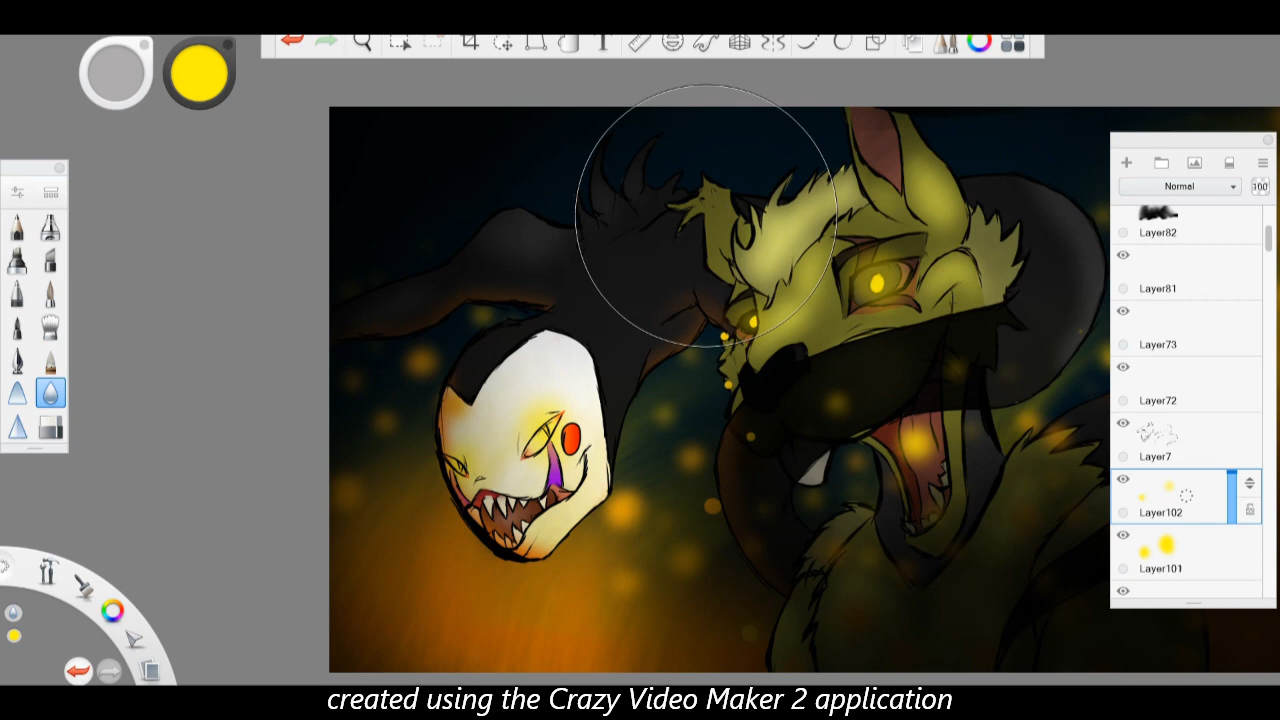 Normal
100
Layer82
Layer81
Layer73
Layer72
Layer7
Layer102
Layer101
created using the Crazy Video Maker 2 application